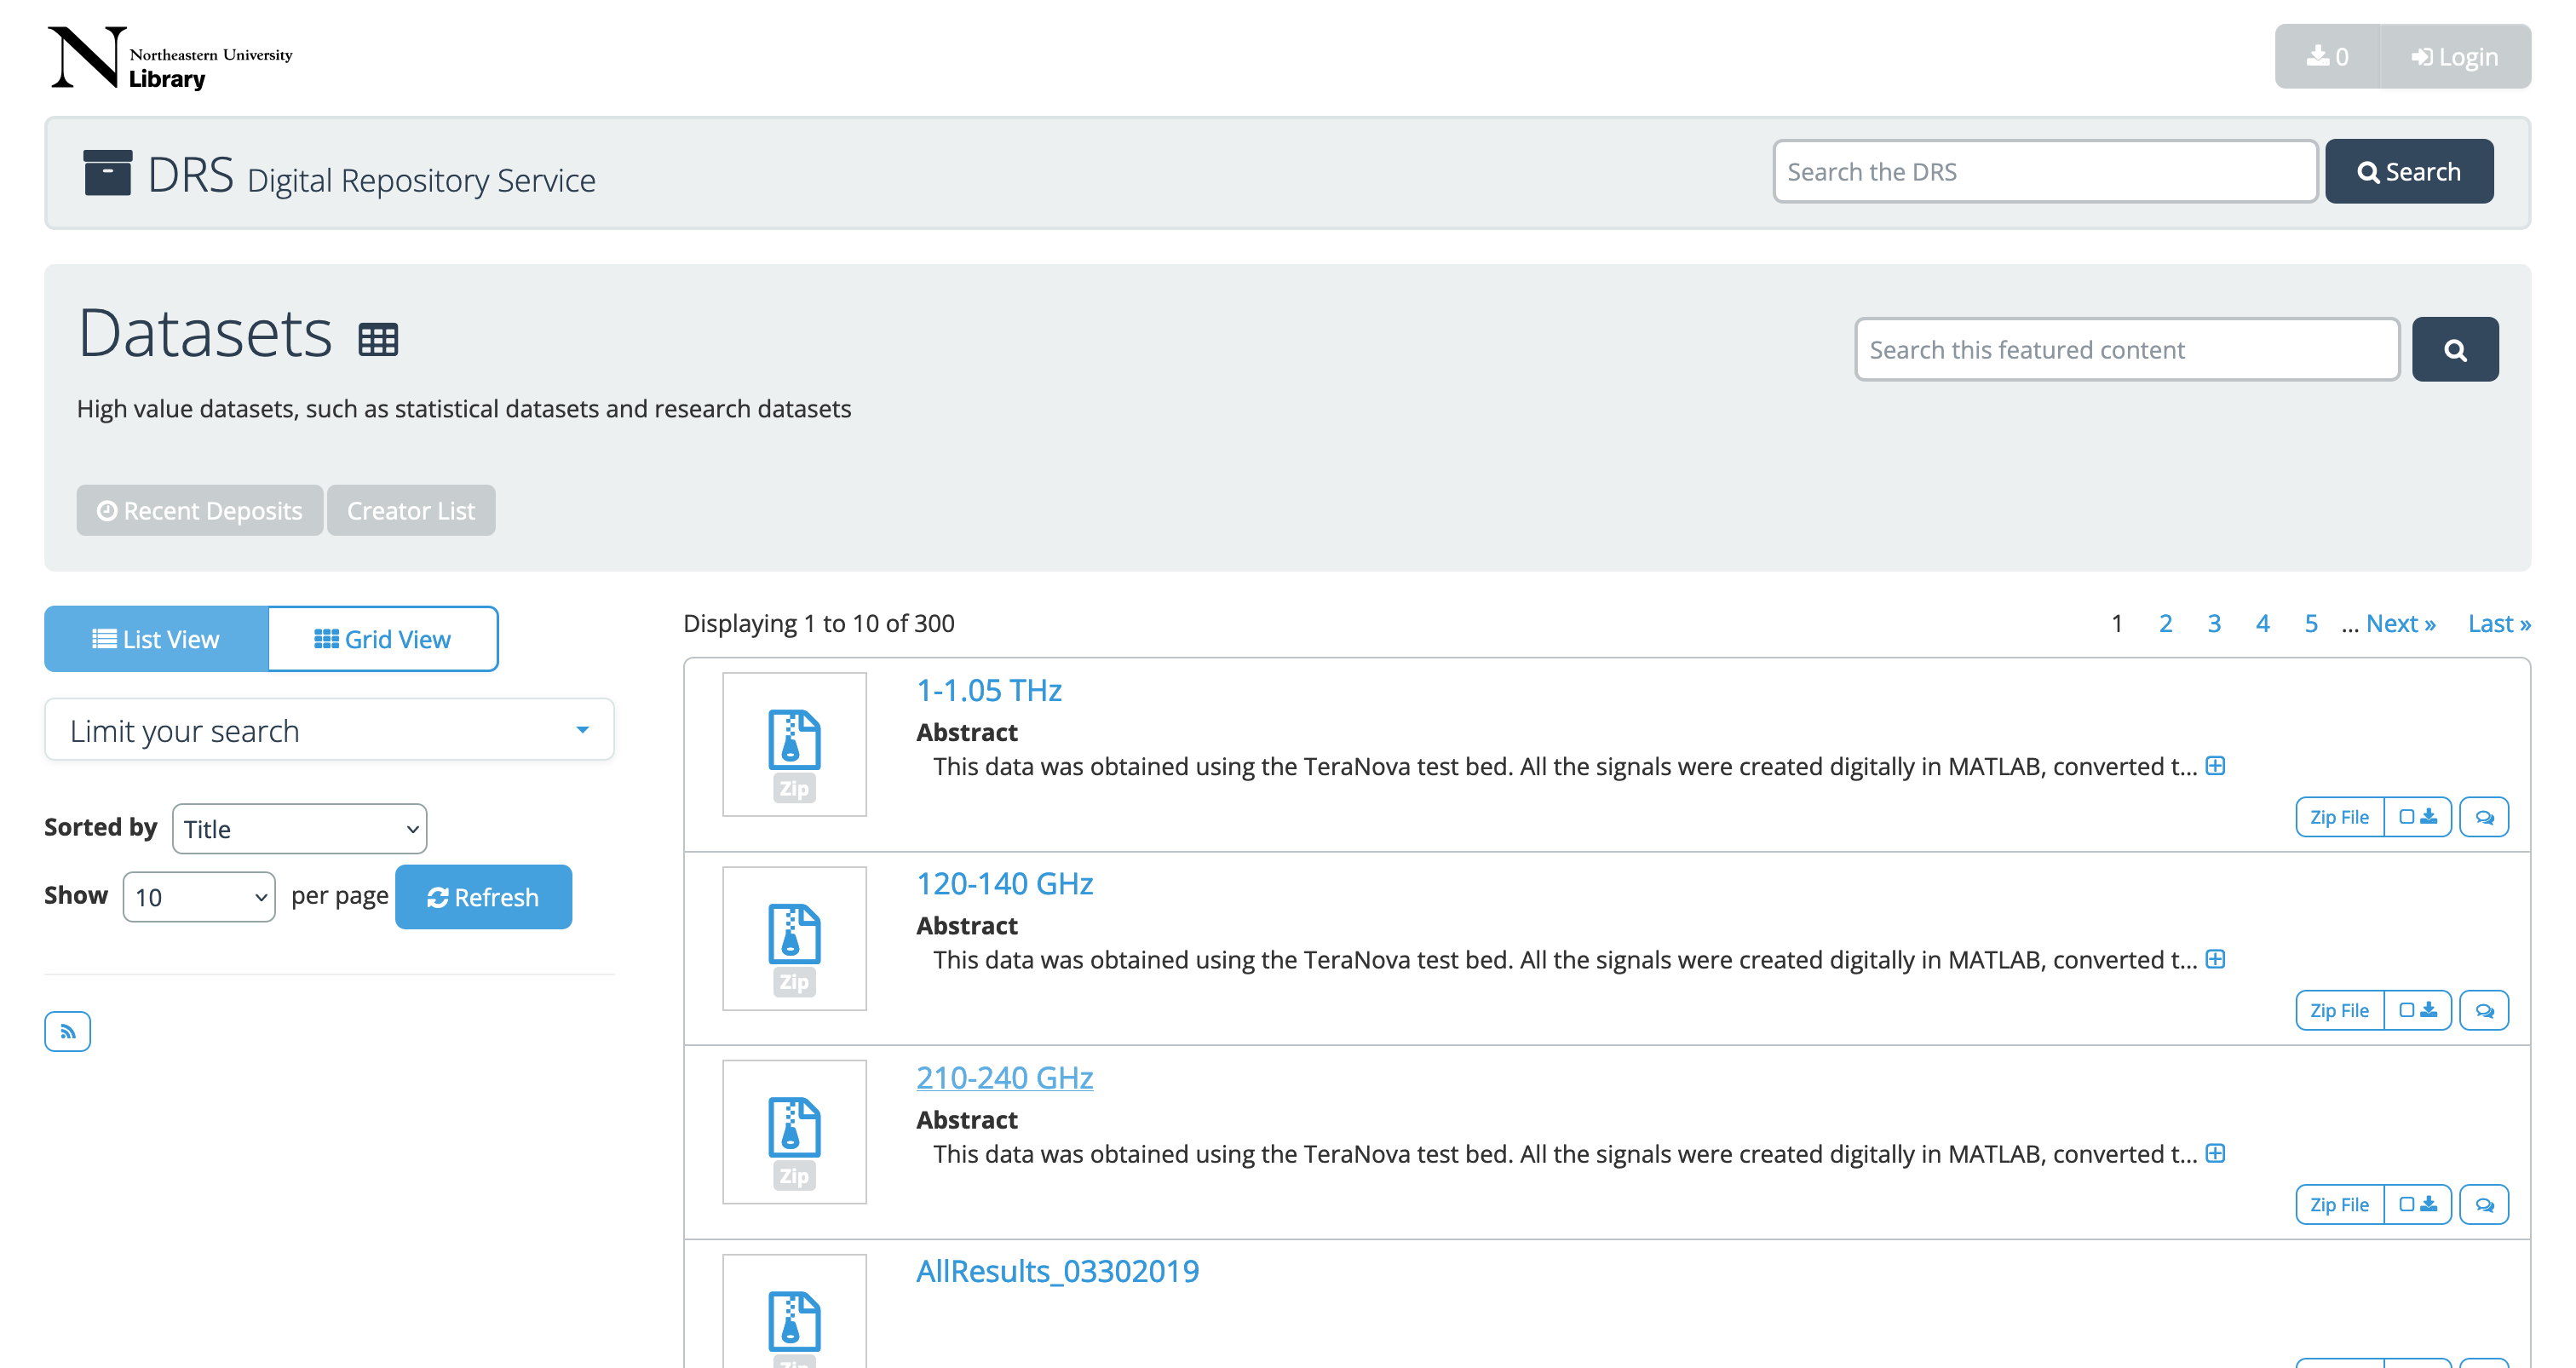 N Northeastern University
Library
0 Login
DRS Digital Repository Service
Search the DRS
Search
Datasets
Search this featured content
High value datasets, such as statistical datasets and research datasets
Recent Deposits Creator List
List View Grid View
Limit your search
Sorted by Title
Show 10 per page Refresh
Displaying 1 to 10 of 300
1 2 3 4 5 ... Next » Last »
1-1.05 THz
Abstract
This data was obtained using the TeraNova test bed. All the signals were created digitally in MATLAB, converted t...
Zip
Zip File
120-140 GHz
Abstract
This data was obtained using the TeraNova test bed. All the signals were created digitally in MATLAB, converted t...
Zip
Zip File
210-240 GHz
Abstract
This data was obtained using the TeraNova test bed. All the signals were created digitally in MATLAB, converted t...
Zip
Zip File
AllResults_03302019
Zip